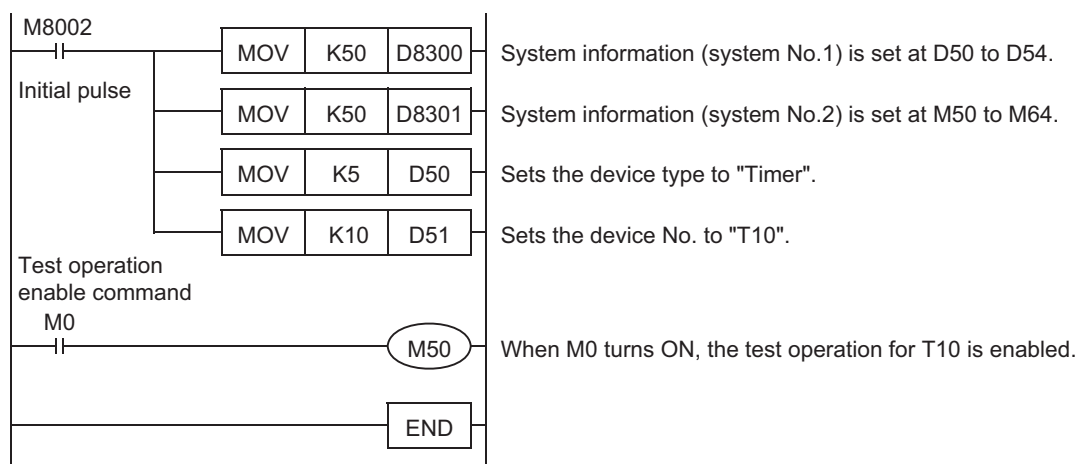 M8002
MOV K50 D8300 System information (system No.1) is set at D50 to D54.
Initial pulse
MOV K50 D8301 System information (system No.2) is set at M50 to M64.
MOV K5 D50 Sets the device type to "Timer".
MOV K10 D51 Sets the device No. to "T10".
Test operation
enable command
M0
M50 When M0 turns ON, the test operation for T10 is enabled.
END